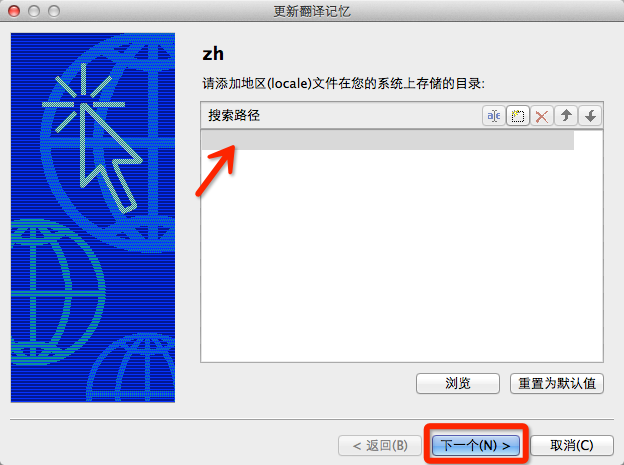 更新翻译记忆
zh
请添加地区(locale)文件在您的系统上存储的目录:
搜索路径
浏览
重置为默认值
< 返回(B)
下一个(N) >
取消(C)